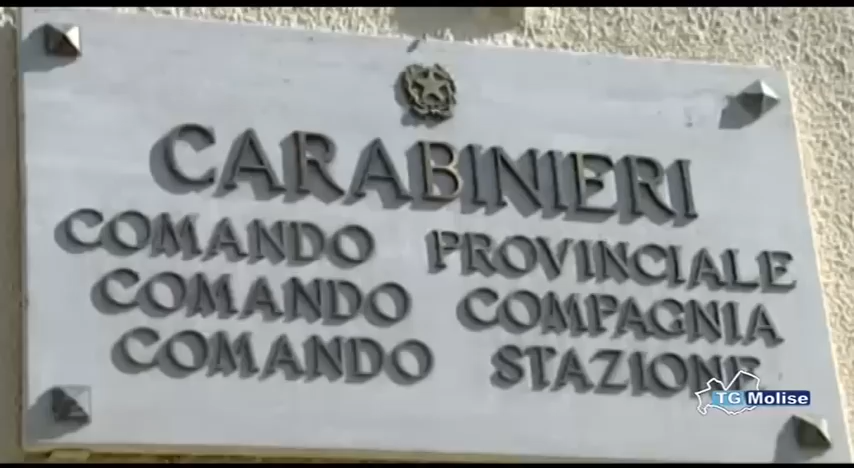 CARABINIERI
COMANDO PROVINCIALE
COMANDO COMPAGNIA
COMANDO STAZIONE
TG Molise